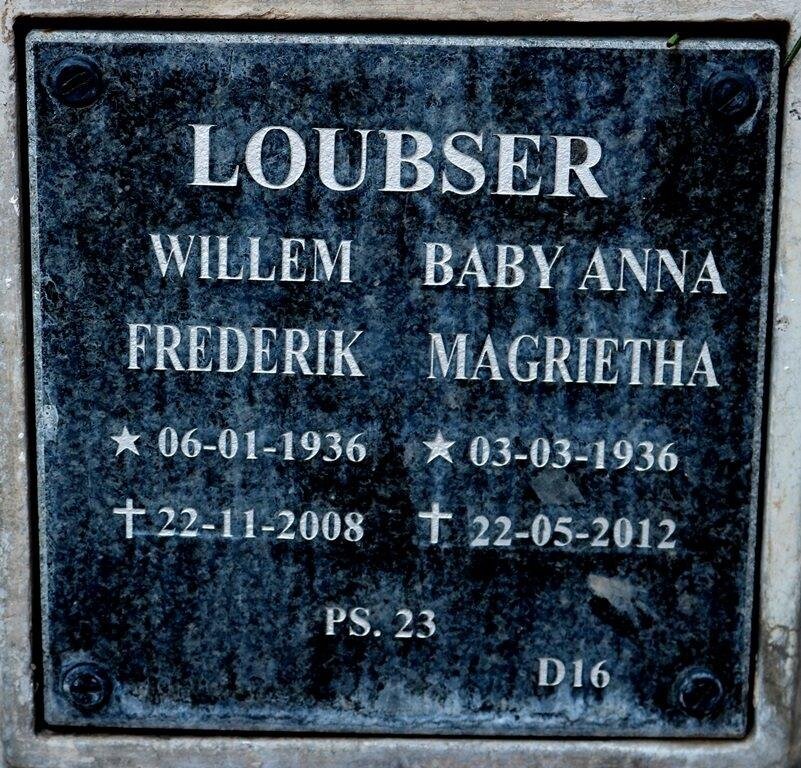 LOUBSER
WILLEM BABY ANNA
FREDERIK MAGRIETHA
★ 06-01-1936 ★ 03-03-1936
✝ 22-11-2008 ✝ 22-05-2012
PS. 23
D16